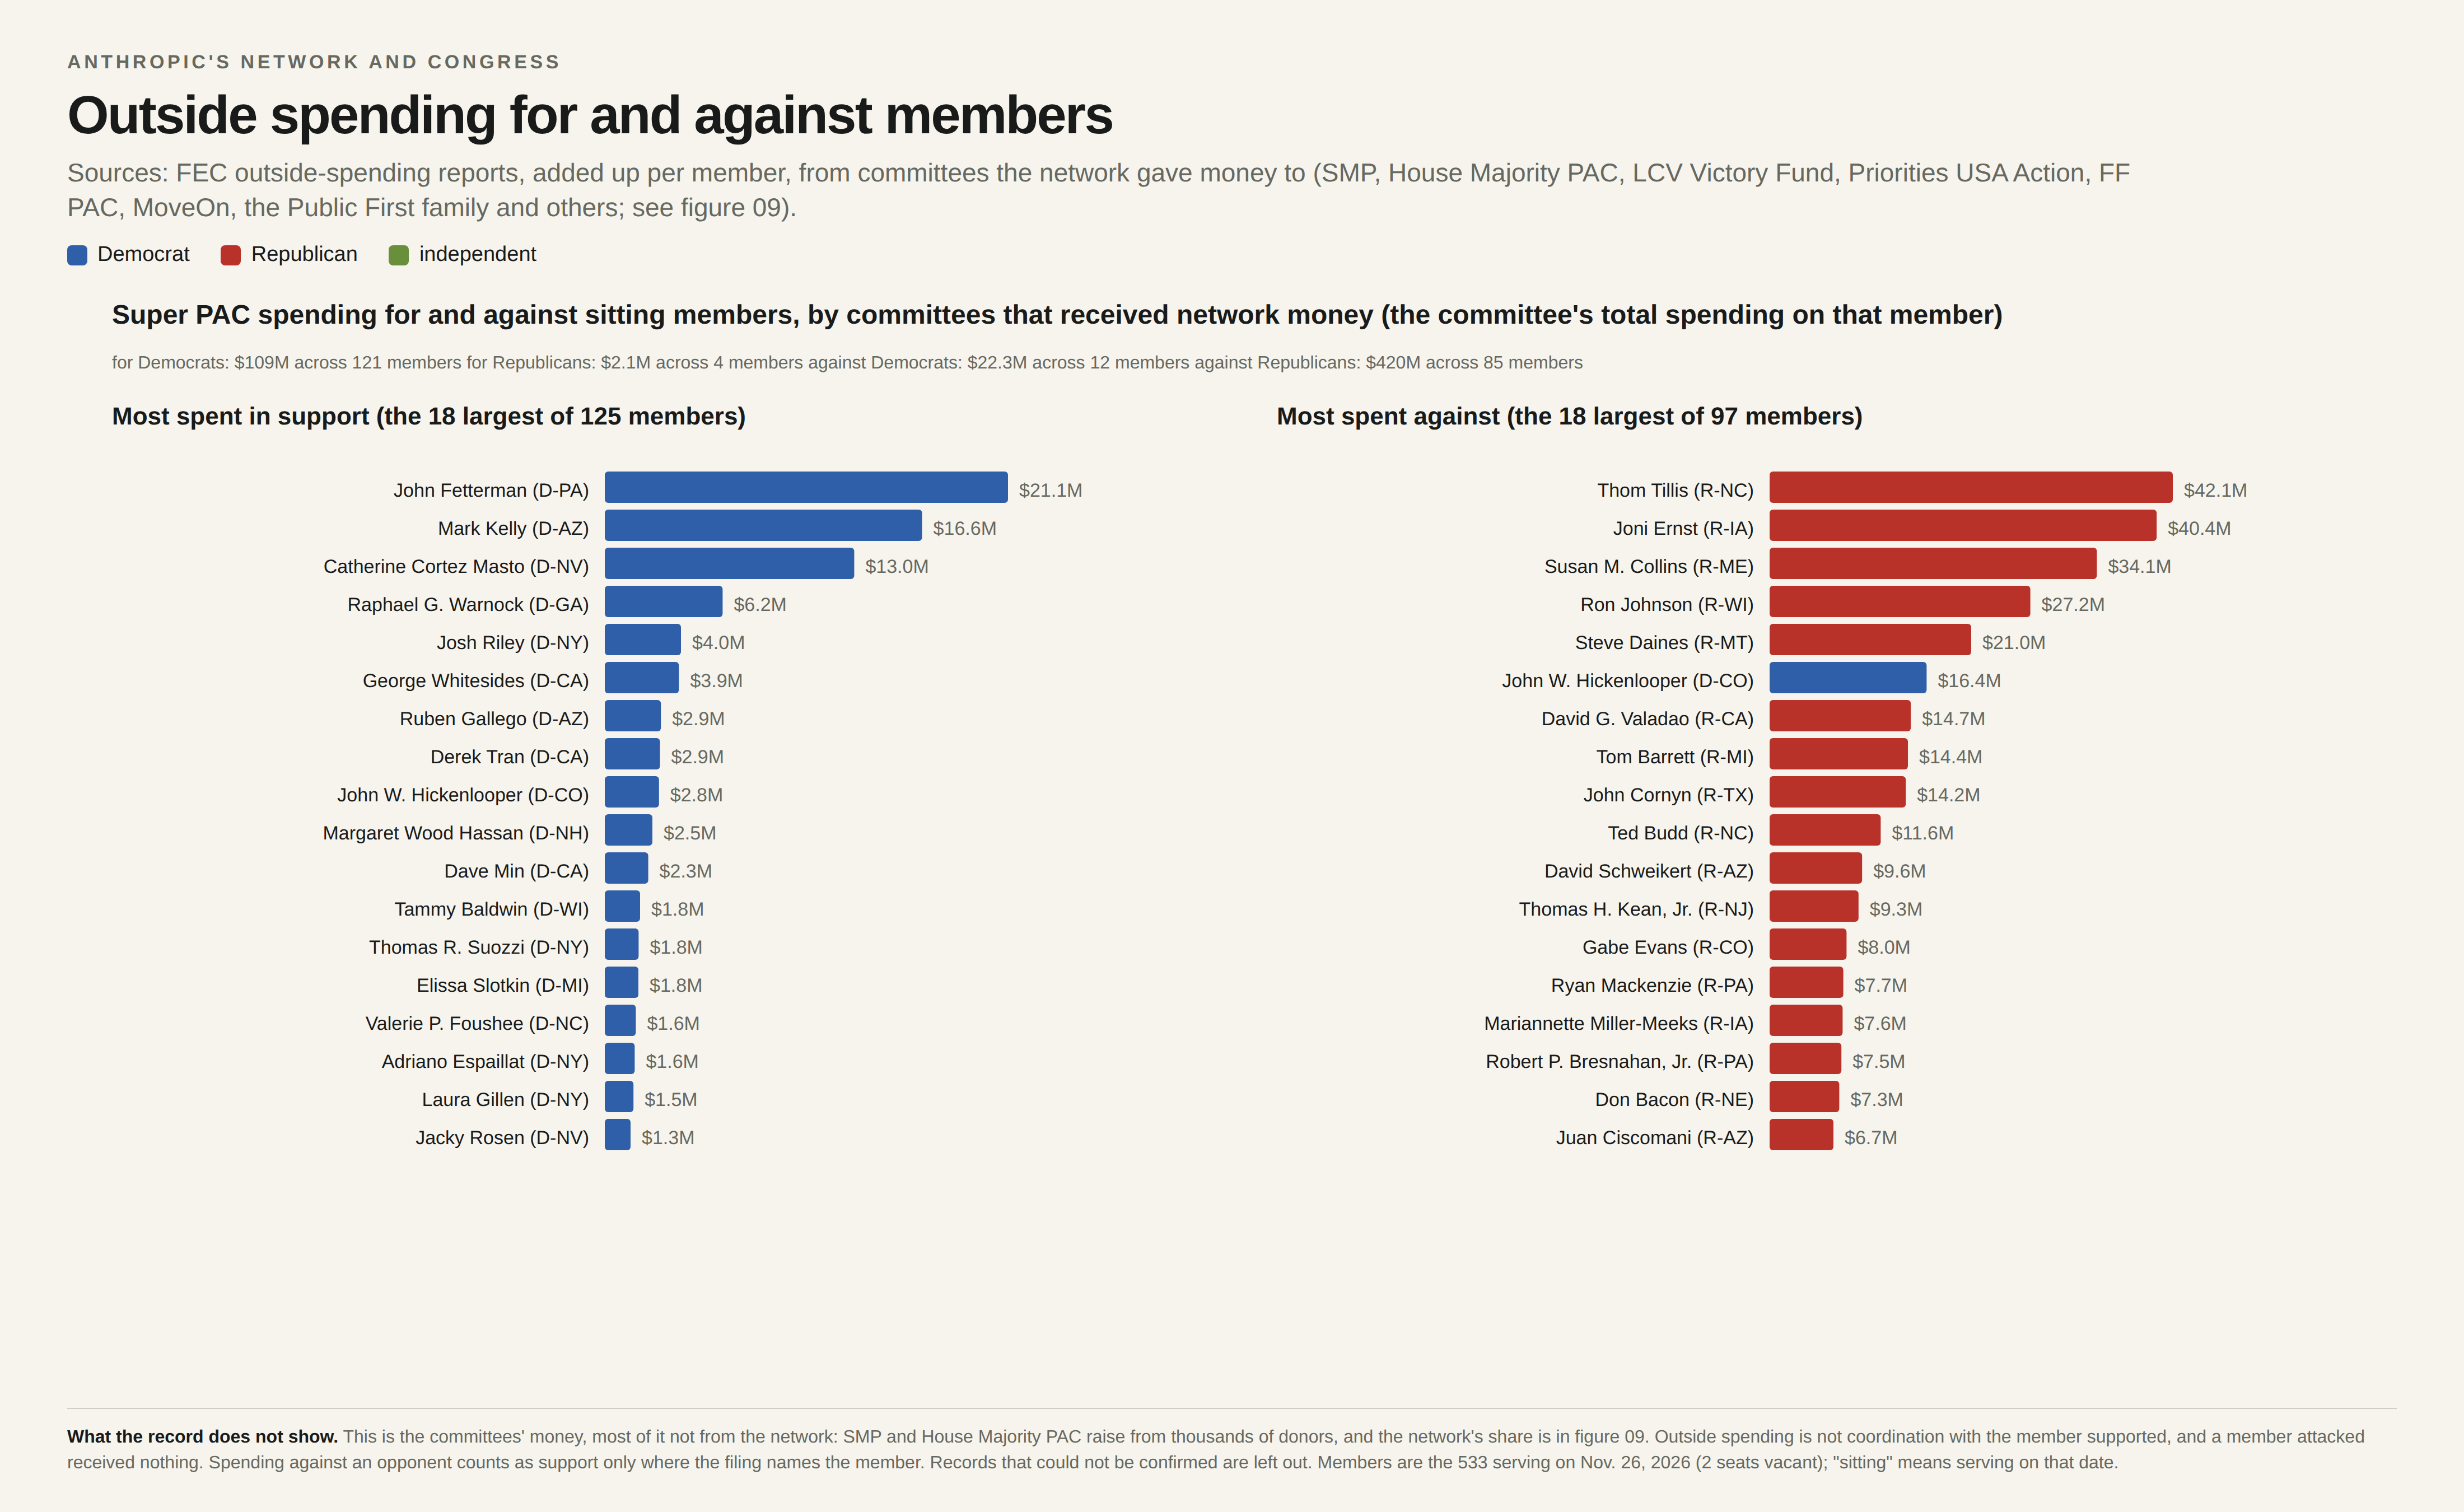 ANTHROPIC'S NETWORK AND CONGRESS
Outside spending for and against members
Sources: FEC outside-spending reports, added up per member, from committees the network gave money to (SMP, House Majority PAC, LCV Victory Fund, Priorities USA Action, FF
PAC, MoveOn, the Public First family and others; see figure 09).
Democrat Republican independent
Super PAC spending for and against sitting members, by committees that received network money (the committee's total spending on that member)
for Democrats: $109M across 121 members for Republicans: $2.1M across 4 members against Democrats: $22.3M across 12 members against Republicans: $420M across 85 members
Most spent in support (the 18 largest of 125 members)
John Fetterman (D-PA) $21.1M
Mark Kelly (D-AZ) $16.6M
Catherine Cortez Masto (D-NV) $13.0M
Raphael G. Warnock (D-GA) $6.2M
Josh Riley (D-NY) $4.0M
George Whitesides (D-CA) $3.9M
Ruben Gallego (D-AZ) $2.9M
Derek Tran (D-CA) $2.9M
John W. Hickenlooper (D-CO) $2.8M
Margaret Wood Hassan (D-NH) $2.5M
Dave Min (D-CA) $2.3M
Tammy Baldwin (D-WI) $1.8M
Thomas R. Suozzi (D-NY) $1.8M
Elissa Slotkin (D-MI) $1.8M
Valerie P. Foushee (D-NC) $1.6M
Adriano Espaillat (D-NY) $1.6M
Laura Gillen (D-NY) $1.5M
Jacky Rosen (D-NV) $1.3M
Most spent against (the 18 largest of 97 members)
Thom Tillis (R-NC) $42.1M
Joni Ernst (R-IA) $40.4M
Susan M. Collins (R-ME) $34.1M
Ron Johnson (R-WI) $27.2M
Steve Daines (R-MT) $21.0M
John W. Hickenlooper (D-CO) $16.4M
David G. Valadao (R-CA) $14.7M
Tom Barrett (R-MI) $14.4M
John Cornyn (R-TX) $14.2M
Ted Budd (R-NC) $11.6M
David Schweikert (R-AZ) $9.6M
Thomas H. Kean, Jr. (R-NJ) $9.3M
Gabe Evans (R-CO) $8.0M
Ryan Mackenzie (R-PA) $7.7M
Mariannette Miller-Meeks (R-IA) $7.6M
Robert P. Bresnahan, Jr. (R-PA) $7.5M
Don Bacon (R-NE) $7.3M
Juan Ciscomani (R-AZ) $6.7M
What the record does not show. This is the committees' money, most of it not from the network: SMP and House Majority PAC raise from thousands of donors, and the network's share is in figure 09. Outside spending is not coordination with the member supported, and a member attacked
received nothing. Spending against an opponent counts as support only where the filing names the member. Records that could not be confirmed are left out. Members are the 533 serving on Nov. 26, 2026 (2 seats vacant); "sitting" means serving on that date.